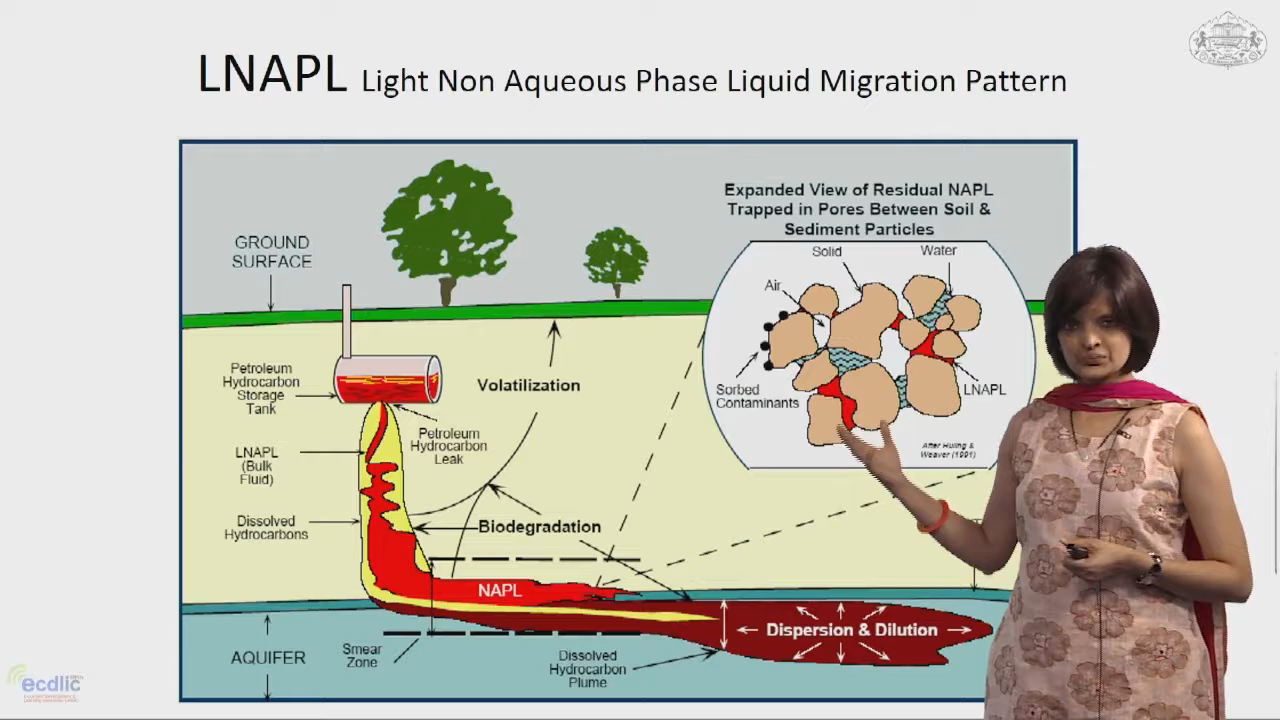 LNAPL Light Non Aqueous Phase Liquid Migration Pattern
Expanded View of Residual NAPL
Trapped in Pores Between Soil &
Sediment Particles
GROUND
SURFACE
Solid
Water
Air
Sorbed
Contaminants
LNAPL
After Huling &
Weaver (1991)
Petroleum
Hydrocarbon
Storage
Tank
Volatilization
Petroleum
Hydrocarbon
Leak
LNAPL
(Bulk
Fluid)
Dissolved
Hydrocarbons
Biodegradation
NAPL
Dispersion & Dilution
AQUIFER
Smear
Zone
Dissolved
Hydrocarbon
Plume
ecdlic